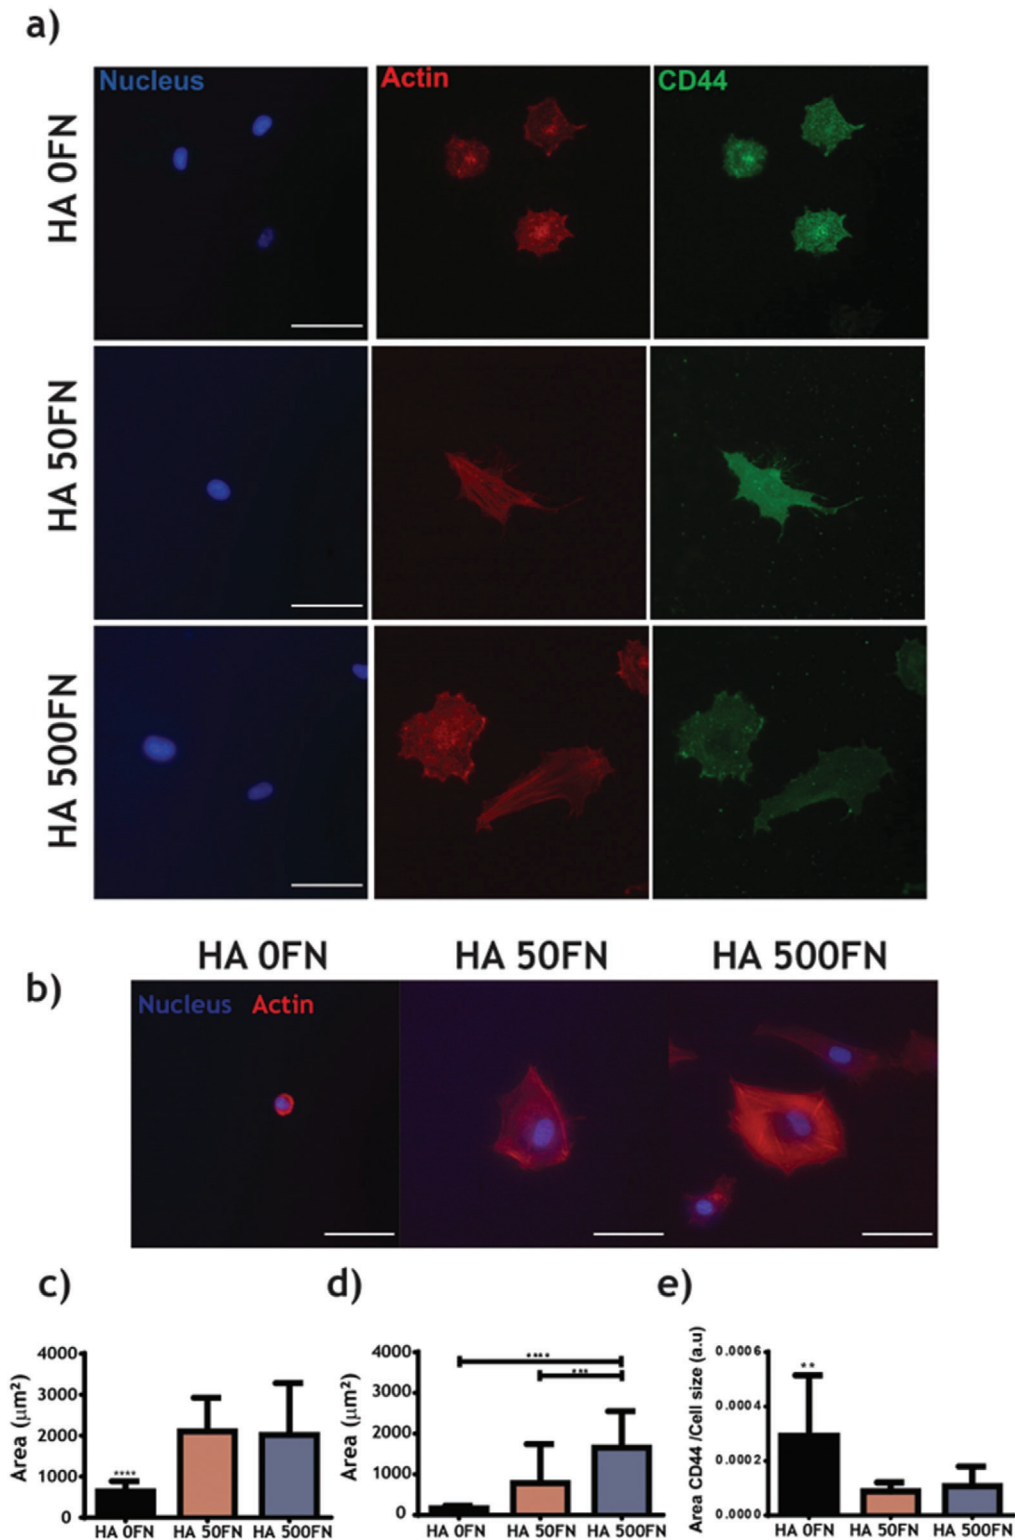 a)
Nucleus Actin CD44
HA 0FN
HA 50FN
HA 500FN
HA 0FN HA 50FN HA 500FN
b)
Nucleus Actin
c) d) e)
Area (μm²)
4000
3000
2000
1000
0
****
HA 0FN HA 50FN HA 500FN
Area (μm²)
4000
3000
2000
1000
0
****
***
HA 0FN HA 50FN HA 500FN
Area CD44 /Cell size (a.u)
0.0006
0.0004
0.0002
0.0000
**
HA 0FN HA 50FN HA 500FN